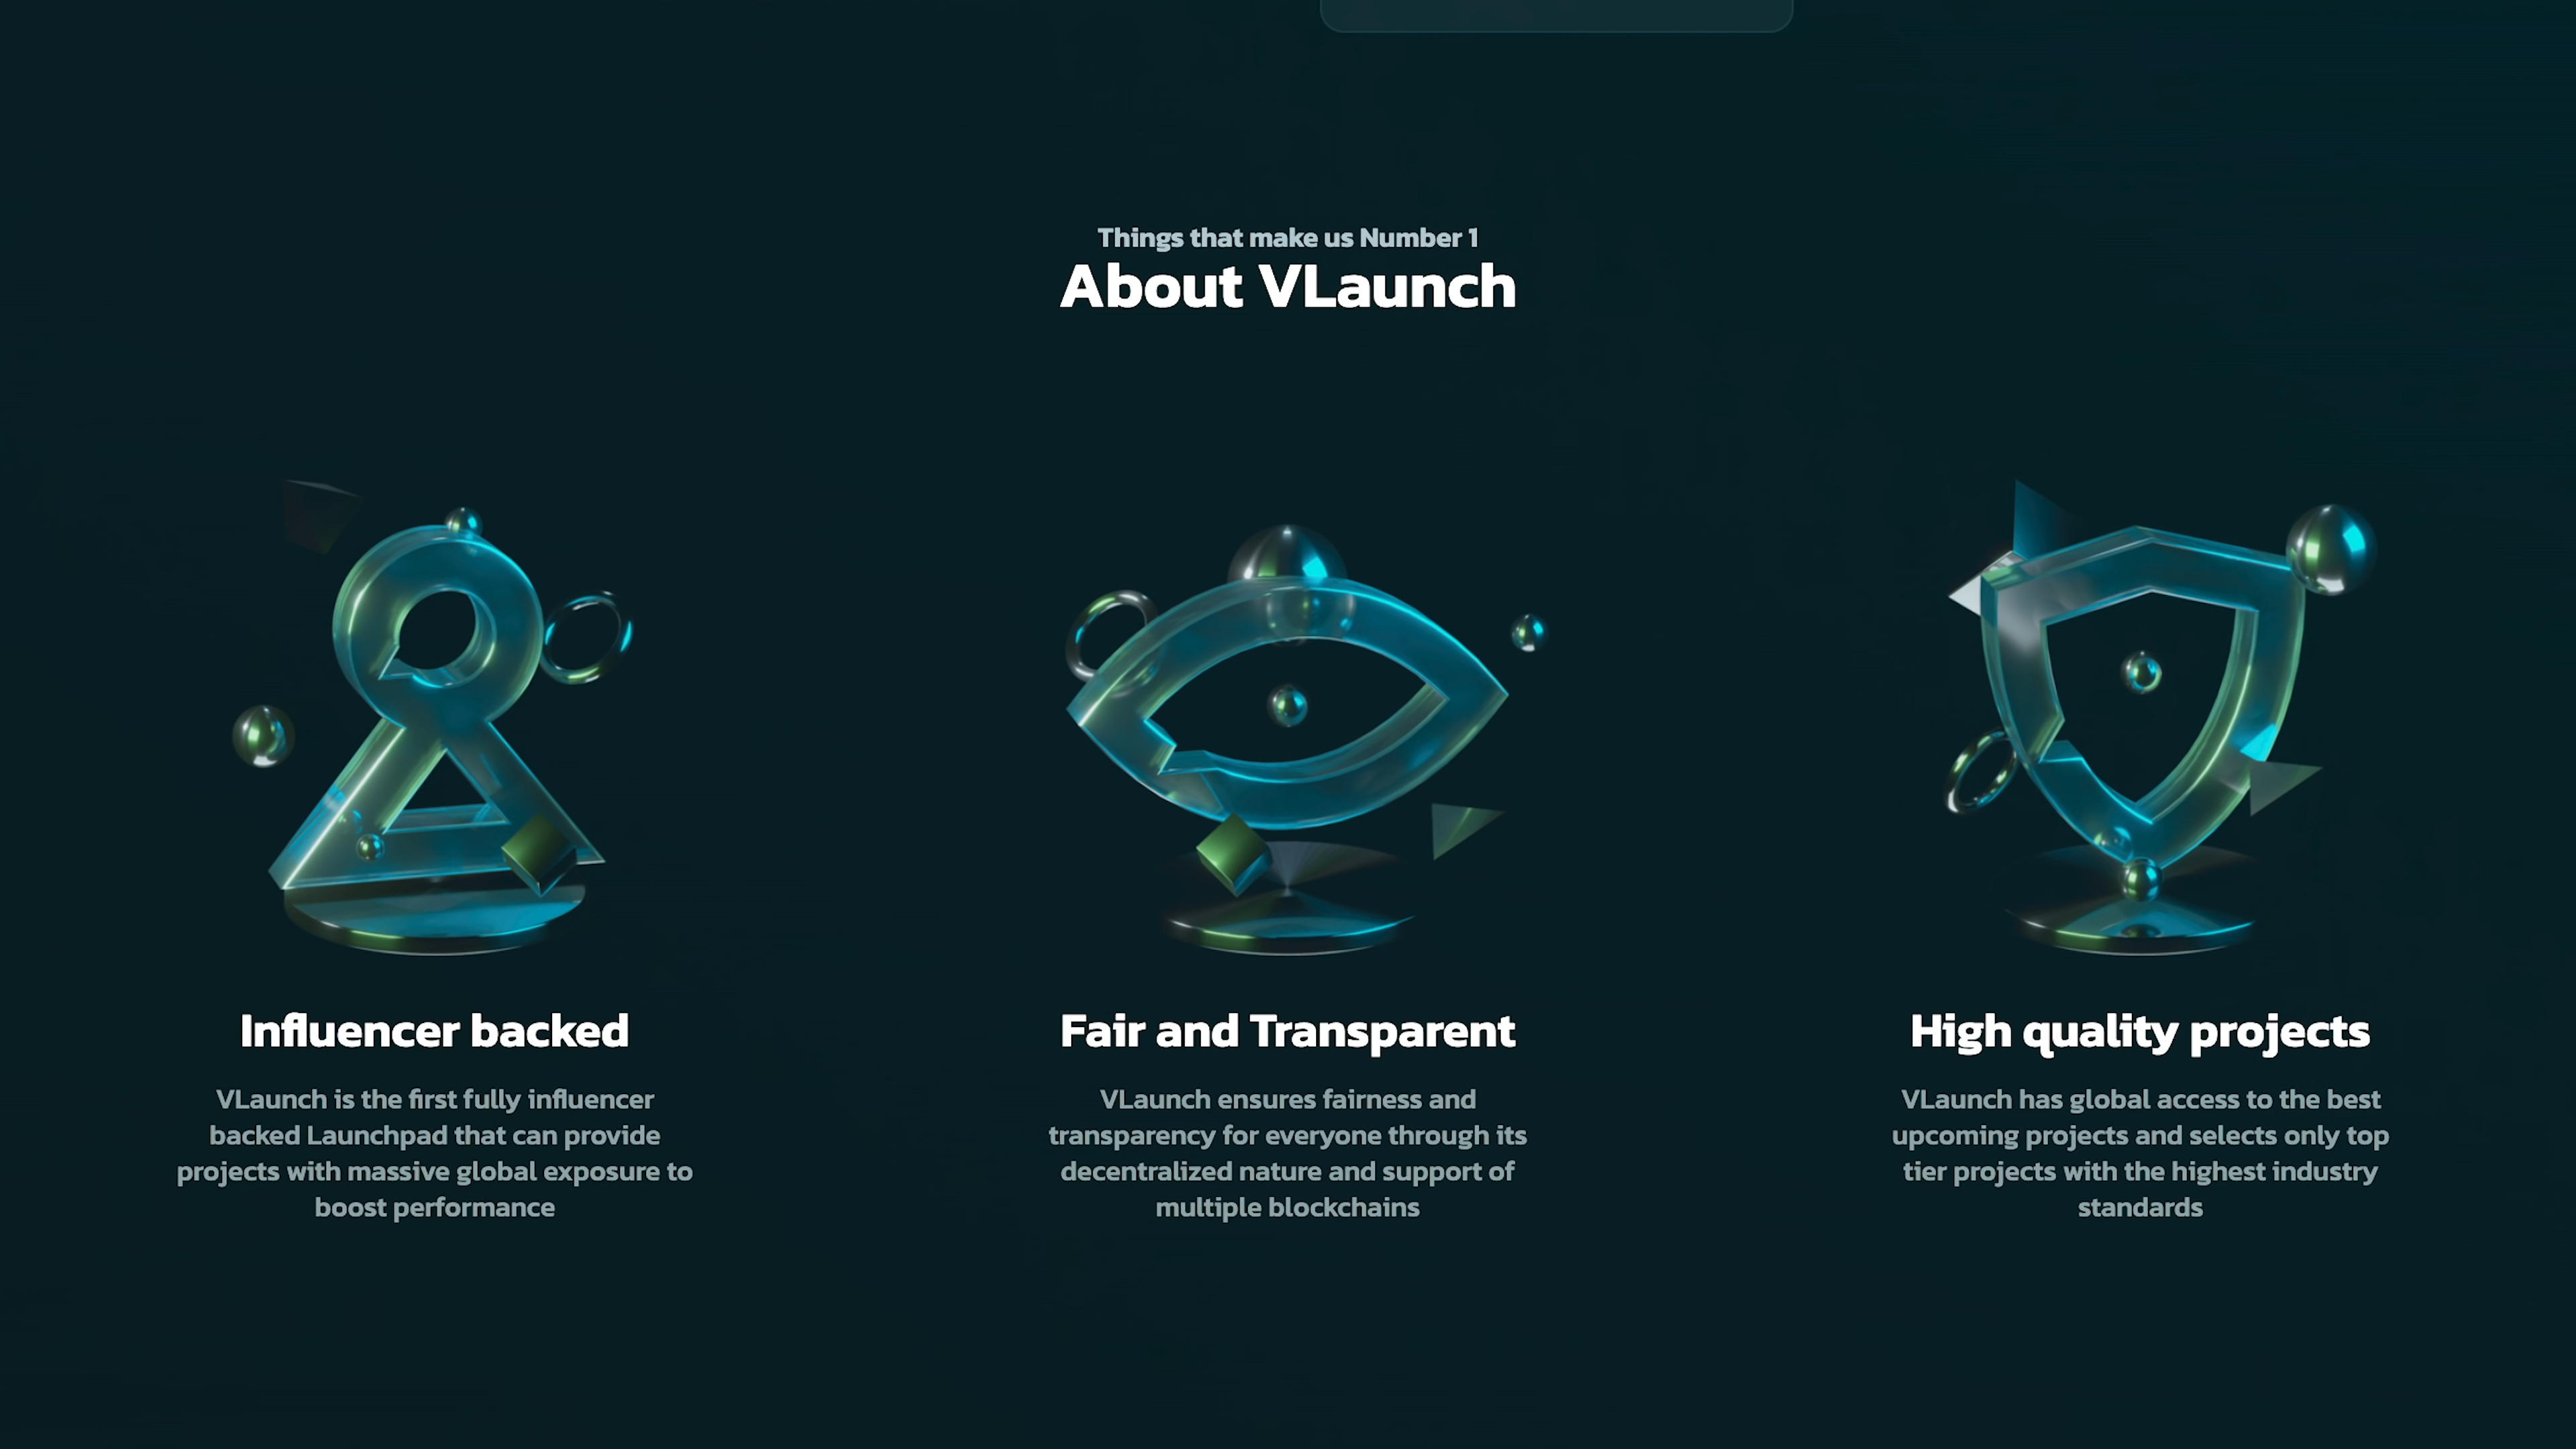 Things that make us Number 1
About VLaunch
Influencer backed
VLaunch is the first fully influencer
backed Launchpad that can provide
projects with massive global exposure to
boost performance
Fair and Transparent
VLaunch ensures fairness and
transparency for everyone through its
decentralized nature and support of
multiple blockchains
High quality projects
VLaunch has global access to the best
upcoming projects and selects only top
tier projects with the highest industry
standards